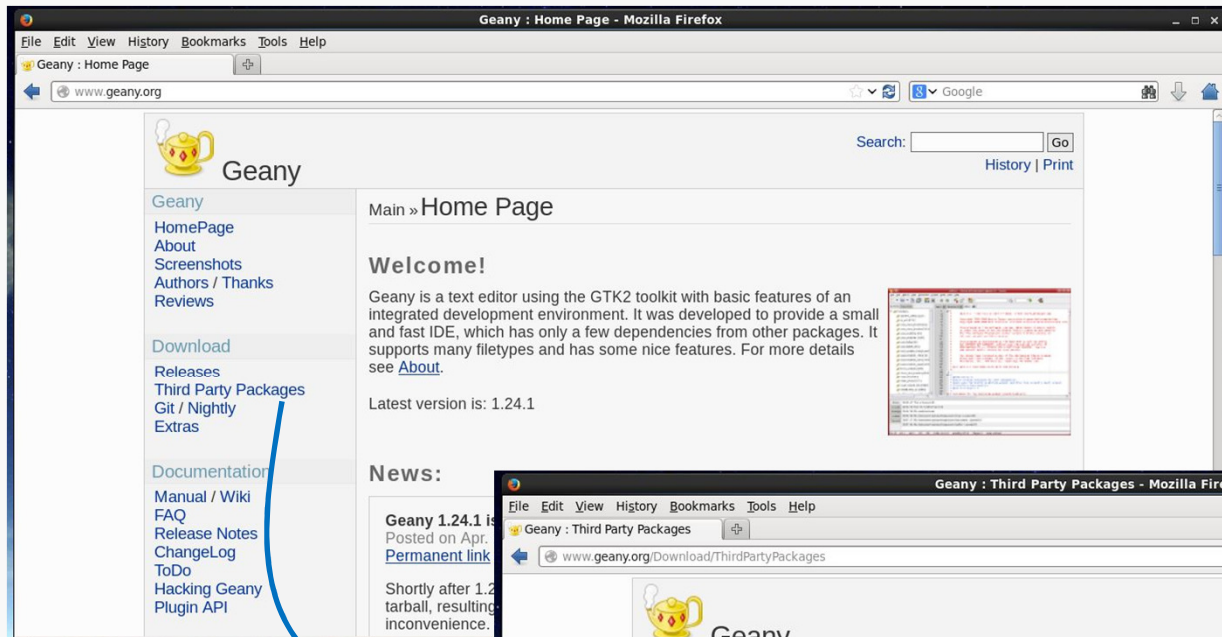 Geany : Home Page - Mozilla Firefox
File Edit View History Bookmarks Tools Help
Geany : Home Page
www.geany.org
Google
Geany
Search: Go
History | Print
Geany
HomePage
About
Screenshots
Authors / Thanks
Reviews
Download
Releases
Third Party Packages
Git / Nightly
Extras
Documentation
Manual / Wiki
FAQ
Release Notes
ChangeLog
ToDo
Hacking Geany
Plugin API
Main » Home Page
Welcome!
Geany is a text editor using the GTK2 toolkit with basic features of an
integrated development environment. It was developed to provide a small
and fast IDE, which has only a few dependencies from other packages. It
supports many filetypes and has some nice features. For more details
see About.
Latest version is: 1.24.1
News:
Geany 1.24.1 is
Posted on Apr.
Permanent link
Shortly after 1.2
tarball, resulting
inconvenience.
Geany : Third Party Packages - Mozilla Fire
File Edit View History Bookmarks Tools Help
Geany : Third Party Packages
www.geany.org/Download/ThirdPartyPackages
Geany